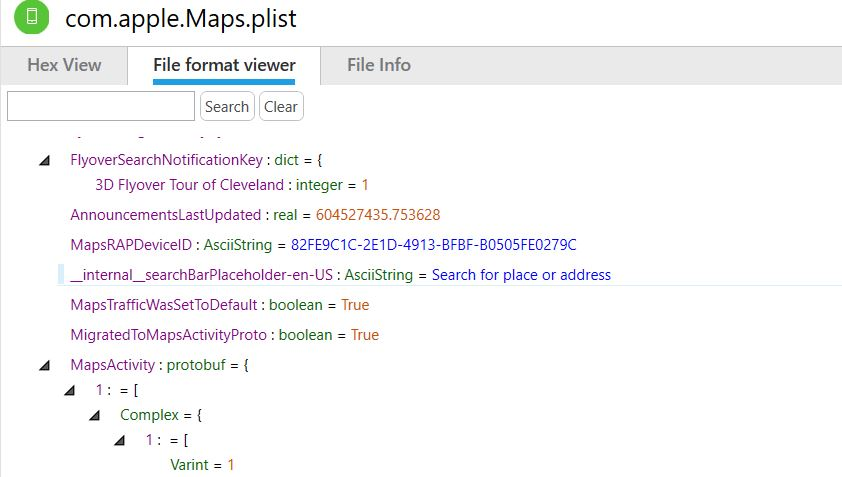 com.apple.Maps.plist
Hex View File format viewer File Info
Search Clear
FlyoverSearchNotificationKey : dict = {
3D Flyover Tour of Cleveland : integer = 1
AnnouncementsLastUpdated : real = 604527435.753628
MapsRAPDeviceID : AsciiString = 82FE9C1C-2E1D-4913-BFBF-B0505FE0279C
__internal__searchBarPlaceholder-en-US : AsciiString = Search for place or address
MapsTrafficWasSetToDefault : boolean = True
MigratedToMapsActivityProto : boolean = True
MapsActivity : protobuf = {
1 : = [
Complex = {
1 : = [
Varint = 1